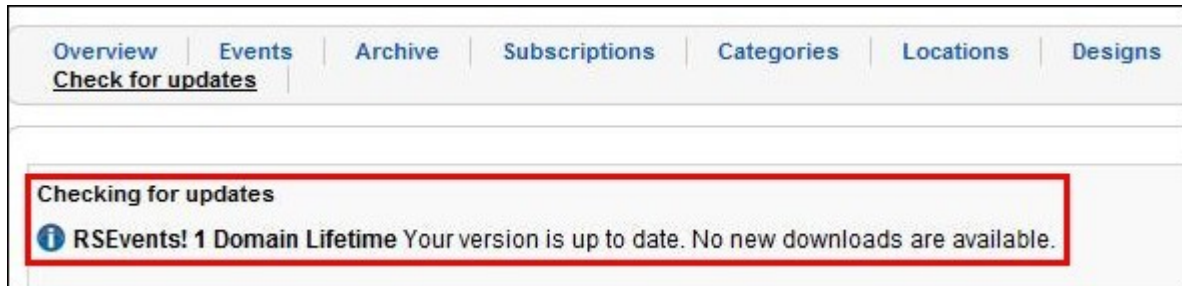 Overview Events Archive Subscriptions Categories Locations Designs
Check for updates
Checking for updates
RSEvents! 1 Domain Lifetime Your version is up to date. No new downloads are available.